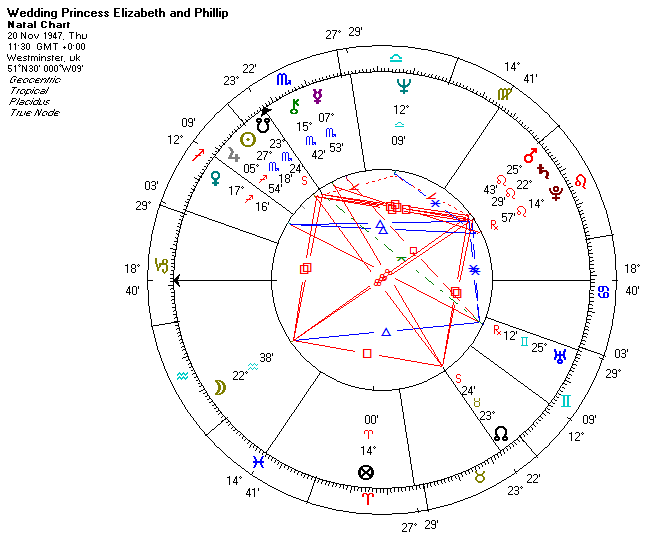 Wedding Princess Elizabeth and Phillip
Natal Chart
20 Nov 1947, Thu
11:30 GMT +0:00
Westminster, uk
51°N30' 000°W09'
Geocentric
Tropical
Placidus
True Node
27° ♎ 29'
14° ♍ 41'
12° ♐ 09'
23° ♏ 22'
03° ♐ 29'
18° ♑ 40'
18° ♋ 40'
03° ♋ 29'
12° ♊ 09'
23° ♉ 22'
27° ♈ 29'
14° ♓ 41'
♆ 12° ♎ 09'
☿ 07° ♏ 53'
⚷ 15° ♏ 42'
☋ 23° ♏ 24' S
☉ 27° ♏ 18'
♃ 05° ♐ 54'
♀ 17° ♐ 16'
♂ 25° ♌ 43'
♄ 22° ♌ 29'
♇ 14° ♌ 57' ℞
♅ 25° ♊ 12' ℞
☊ 23° ♉ 24' S
⊗ 14° ♈ 00'
☽ 22° ♒ 38'